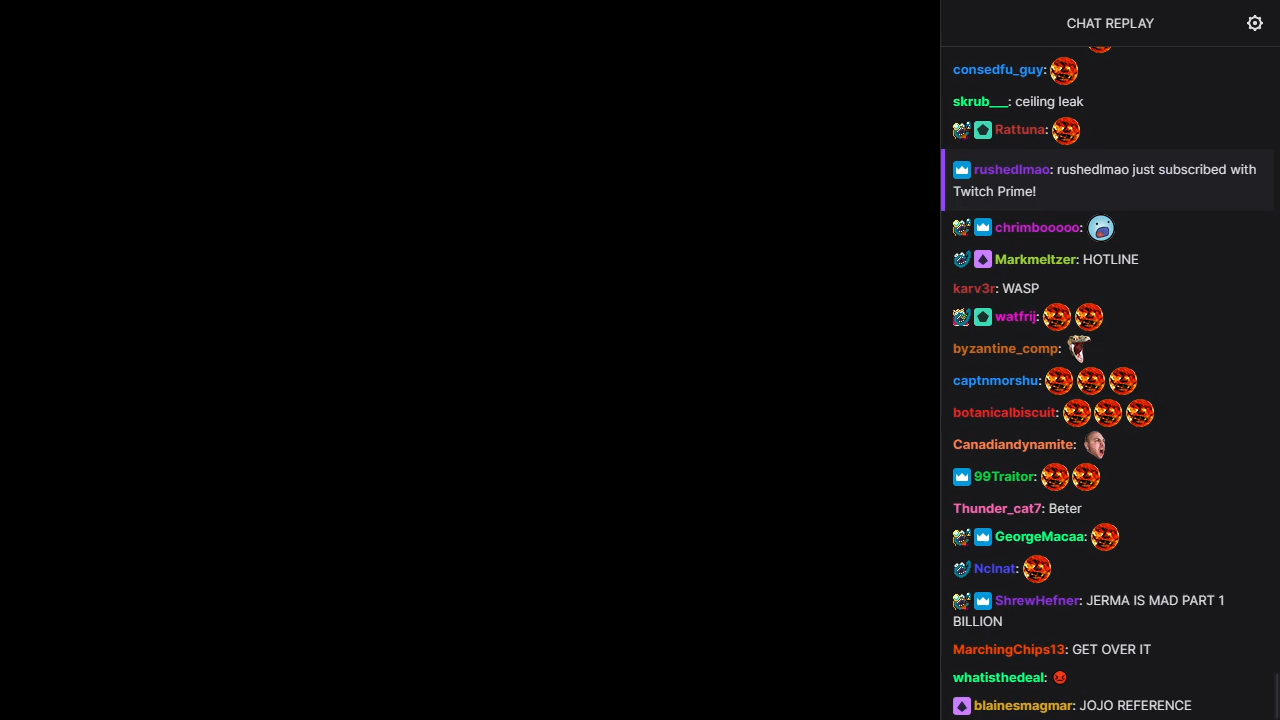 CHAT REPLAY
consedfu_guy:
skrub___: ceiling leak
Rattuna:
rushedlmao: rushedlmao just subscribed with
Twitch Prime!
chrimbooooo:
Markmeltzer: HOTLINE
karv3r: WASP
watfrij:
byzantine_comp:
captnmorshu:
botanicalbiscuit:
Canadiandynamite:
99Traitor:
Thunder_cat7: Beter
GeorgeMacaa:
Nclnat:
ShrewHefner: JERMA IS MAD PART 1
BILLION
MarchingChips13: GET OVER IT
whatisthedeal:
blainesmagmar: JOJO REFERENCE